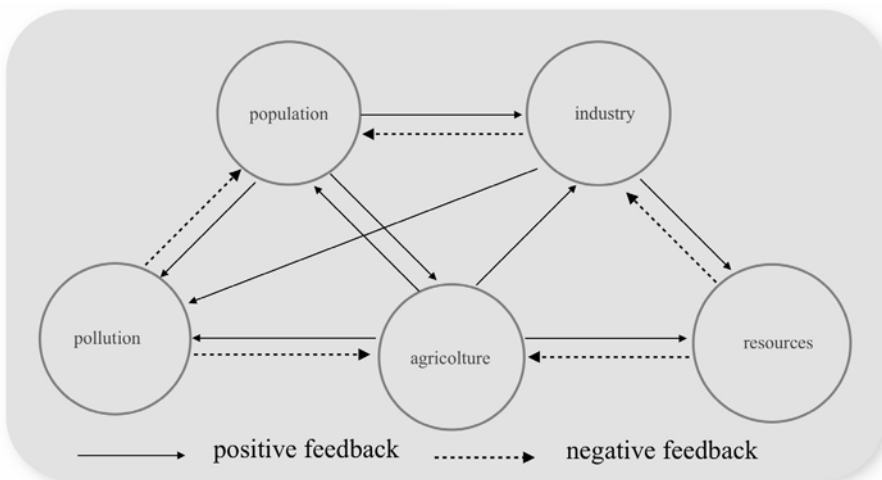 population
industry
pollution
agricolture
resources
positive feedback
negative feedback